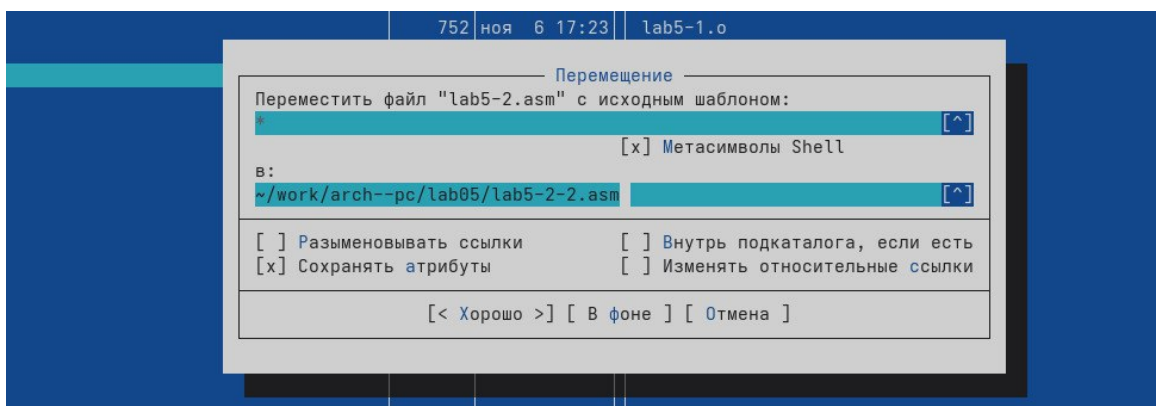 752 ноя 6 17:23 lab5-1.o
Перемещение
Переместить файл "lab5-2.asm" с исходным шаблоном:
* [^]
[x] Метасимволы Shell
в:
~/work/arch--pc/lab05/lab5-2-2.asm [^]
[ ] Разыменовывать ссылки [ ] Внутрь подкаталога, если есть
[x] Сохранять атрибуты [ ] Изменять относительные ссылки
[< Хорошо >] [ В фоне ] [ Отмена ]